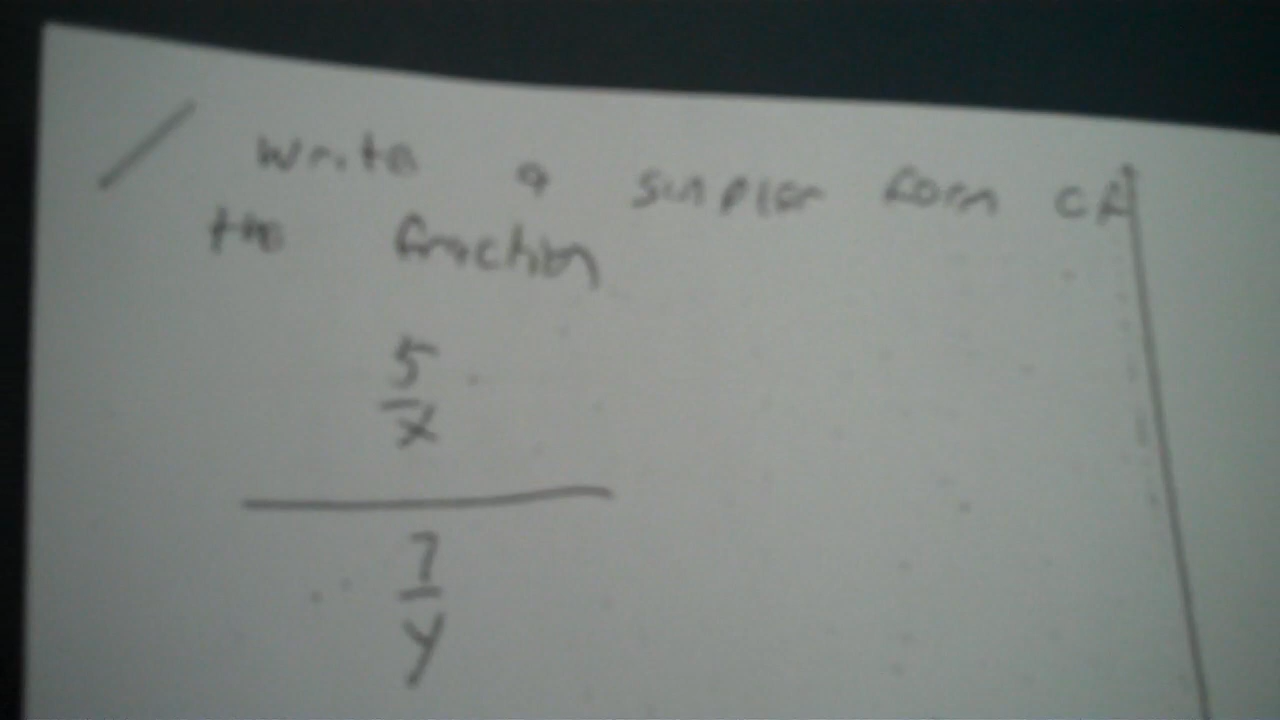 write a simpler form of
the fraction
5
x
7
y